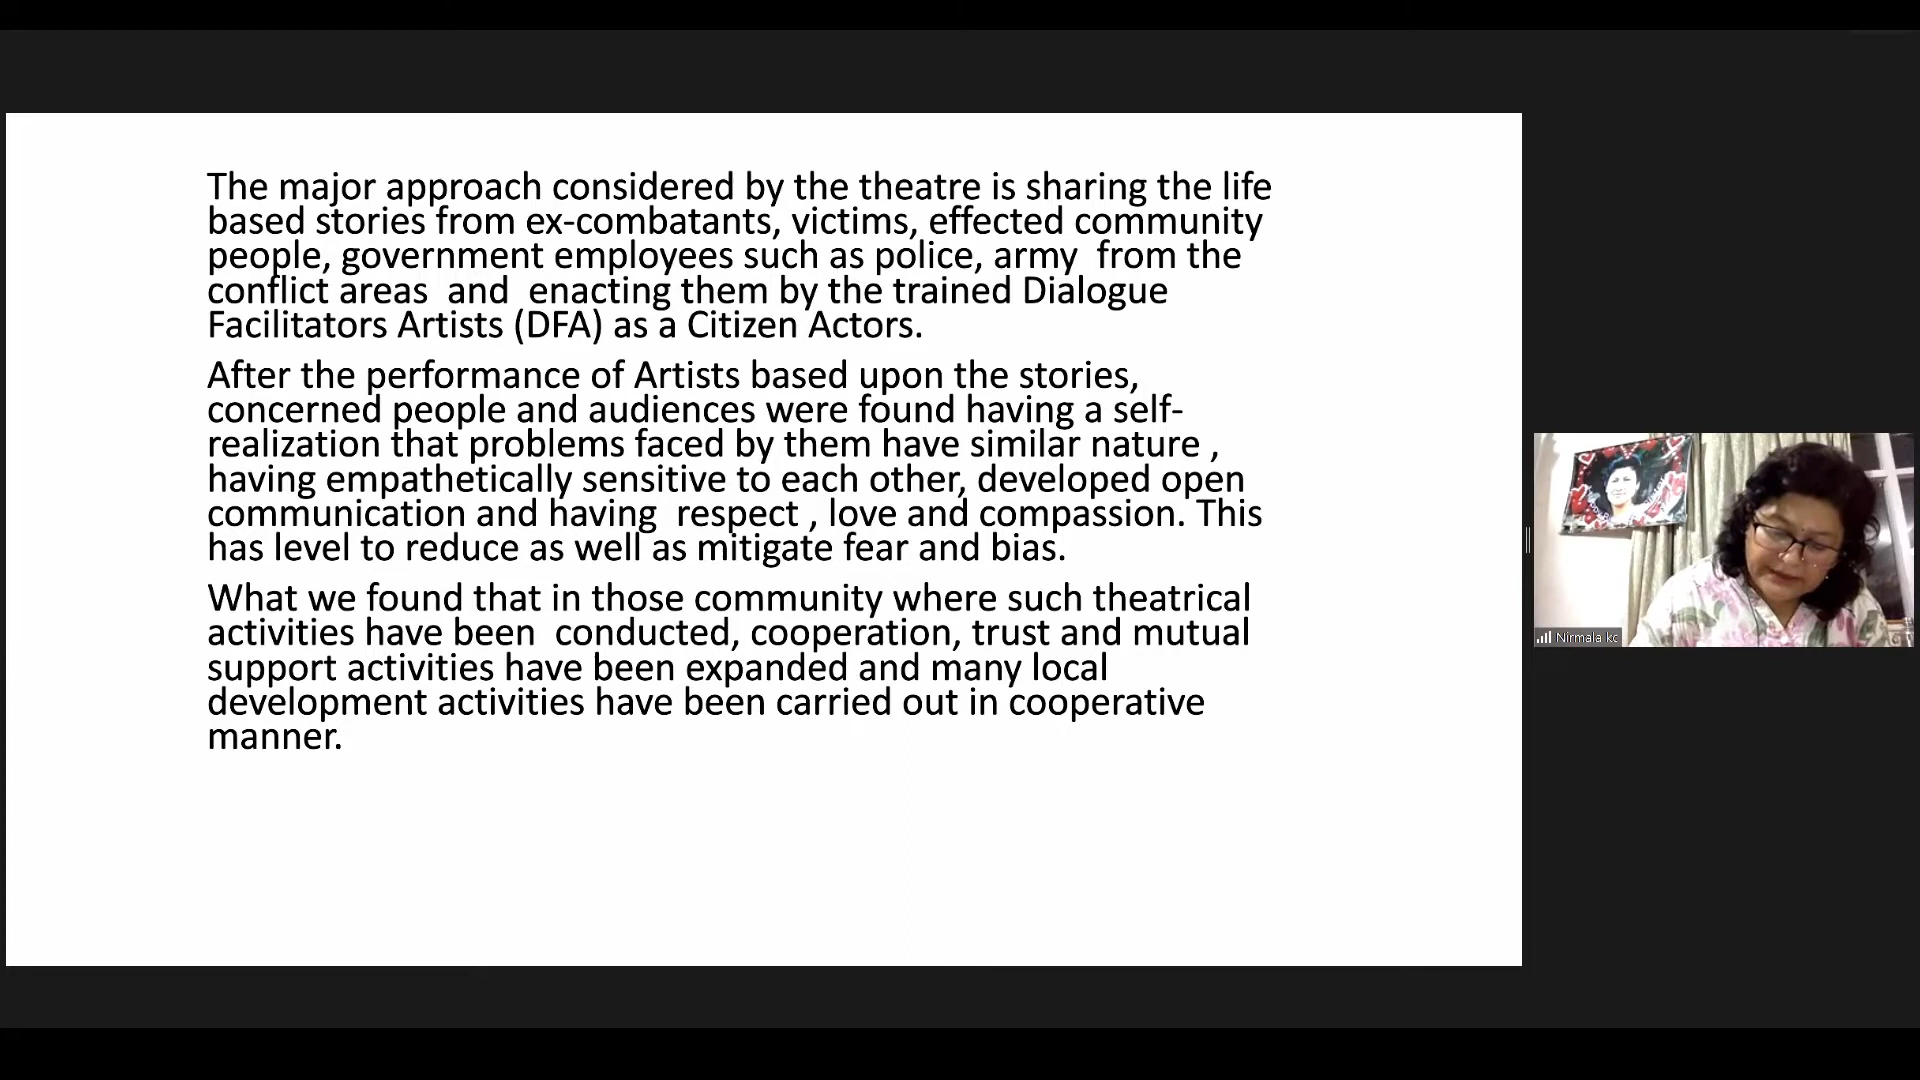 The major approach considered by the theatre is sharing the life
based stories from ex-combatants, victims, effected community
people, government employees such as police, army  from the
conflict areas  and  enacting them by the trained Dialogue
Facilitators Artists (DFA) as a Citizen Actors.
After the performance of Artists based upon the stories,
concerned people and audiences were found having a self-
realization that problems faced by them have similar nature ,
having empathetically sensitive to each other, developed open
communication and having  respect , love and compassion. This
has level to reduce as well as mitigate fear and bias.
What we found that in those community where such theatrical
activities have been  conducted, cooperation, trust and mutual
support activities have been expanded and many local
development activities have been carried out in cooperative
manner.
Nirmala kc